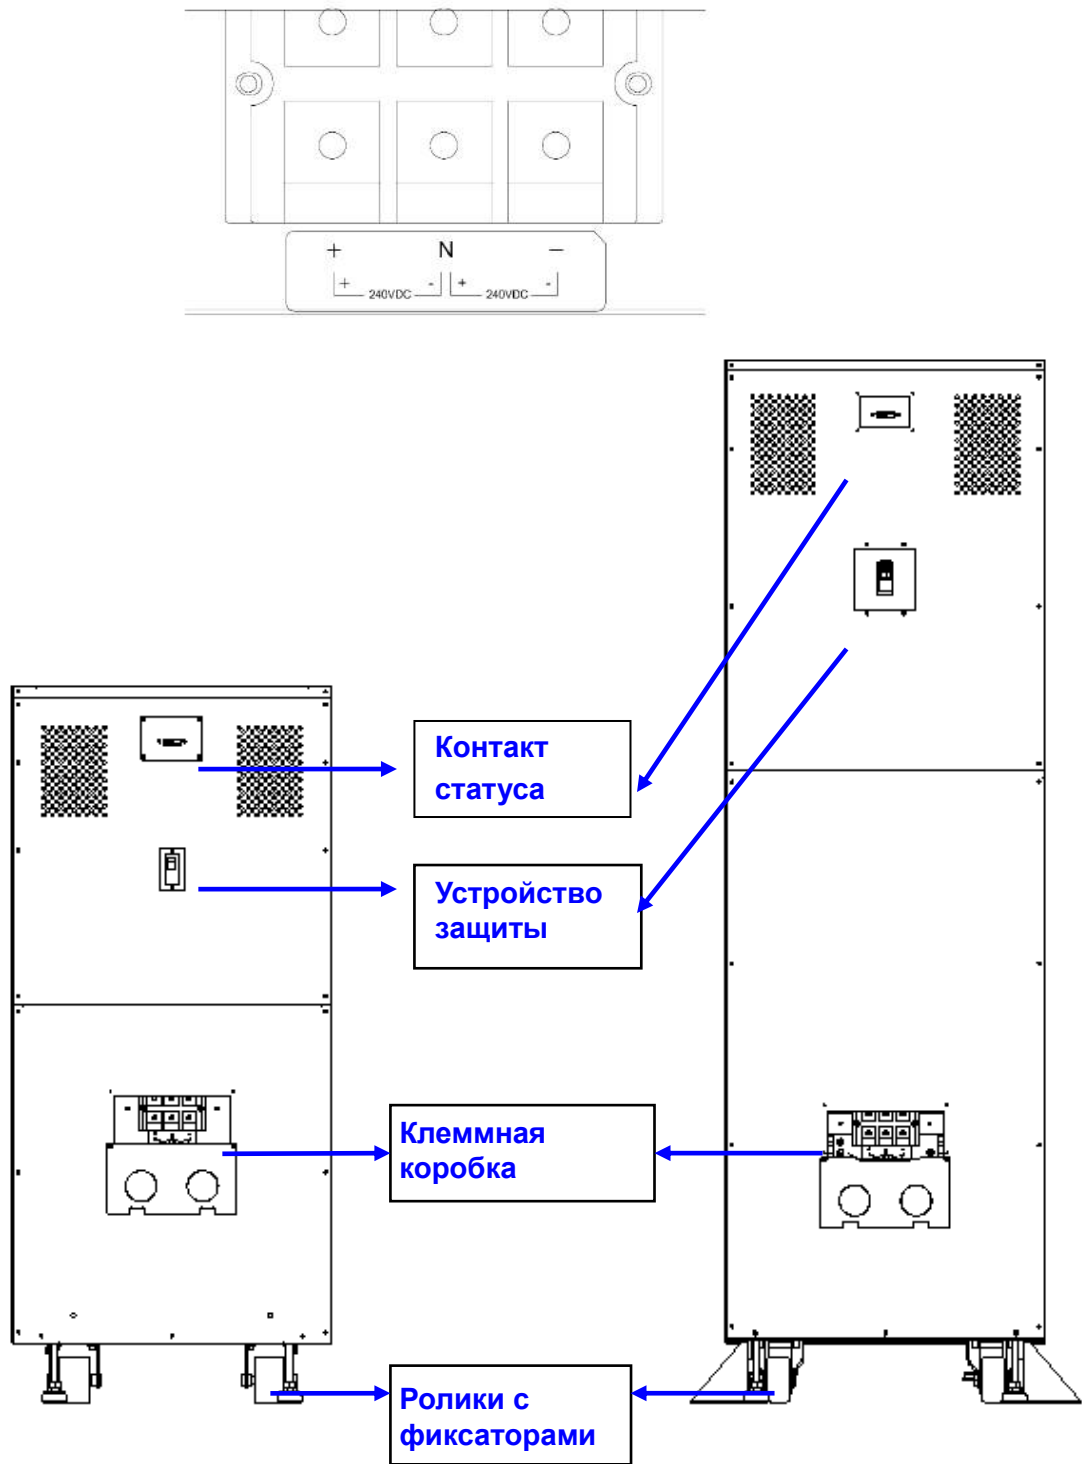 + N −
+ 240VDC - + 240VDC -
Контакт
статуса
Устройство
защиты
Клеммная
коробка
Ролики с
фиксаторами